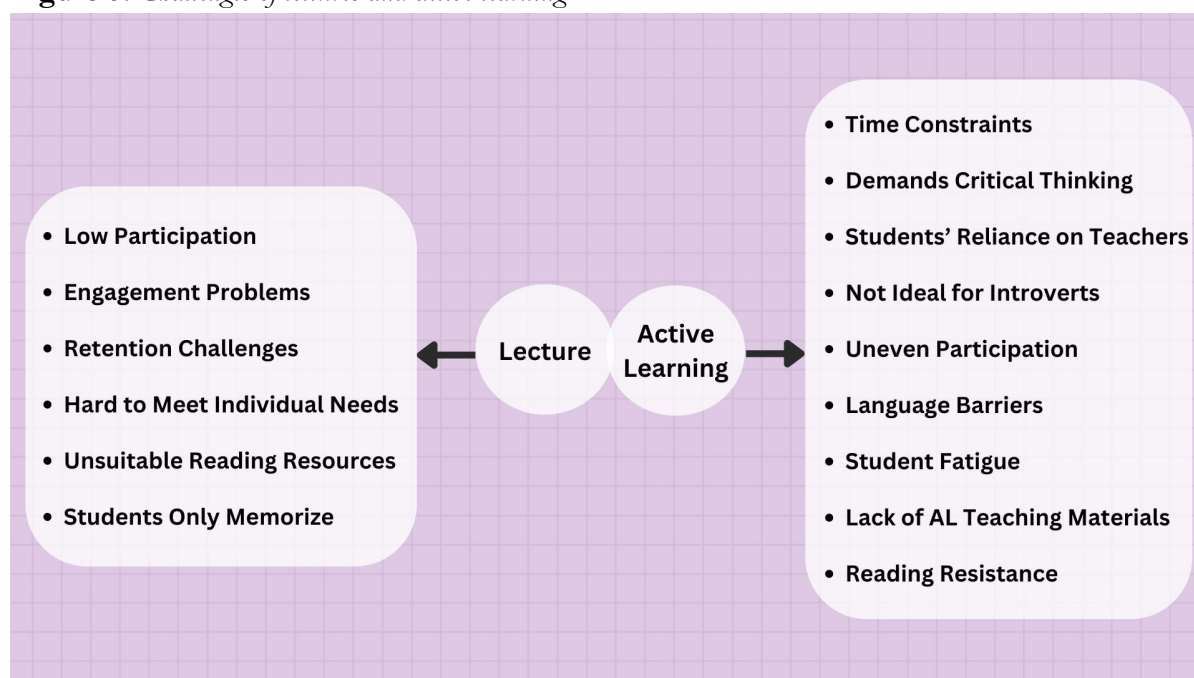 • Low Participation
• Engagement Problems
• Retention Challenges
• Hard to Meet Individual Needs
• Unsuitable Reading Resources
• Students Only Memorize
Lecture
Active
Learning
• Time Constraints
• Demands Critical Thinking
• Students’ Reliance on Teachers
• Not Ideal for Introverts
• Uneven Participation
• Language Barriers
• Student Fatigue
• Lack of AL Teaching Materials
• Reading Resistance